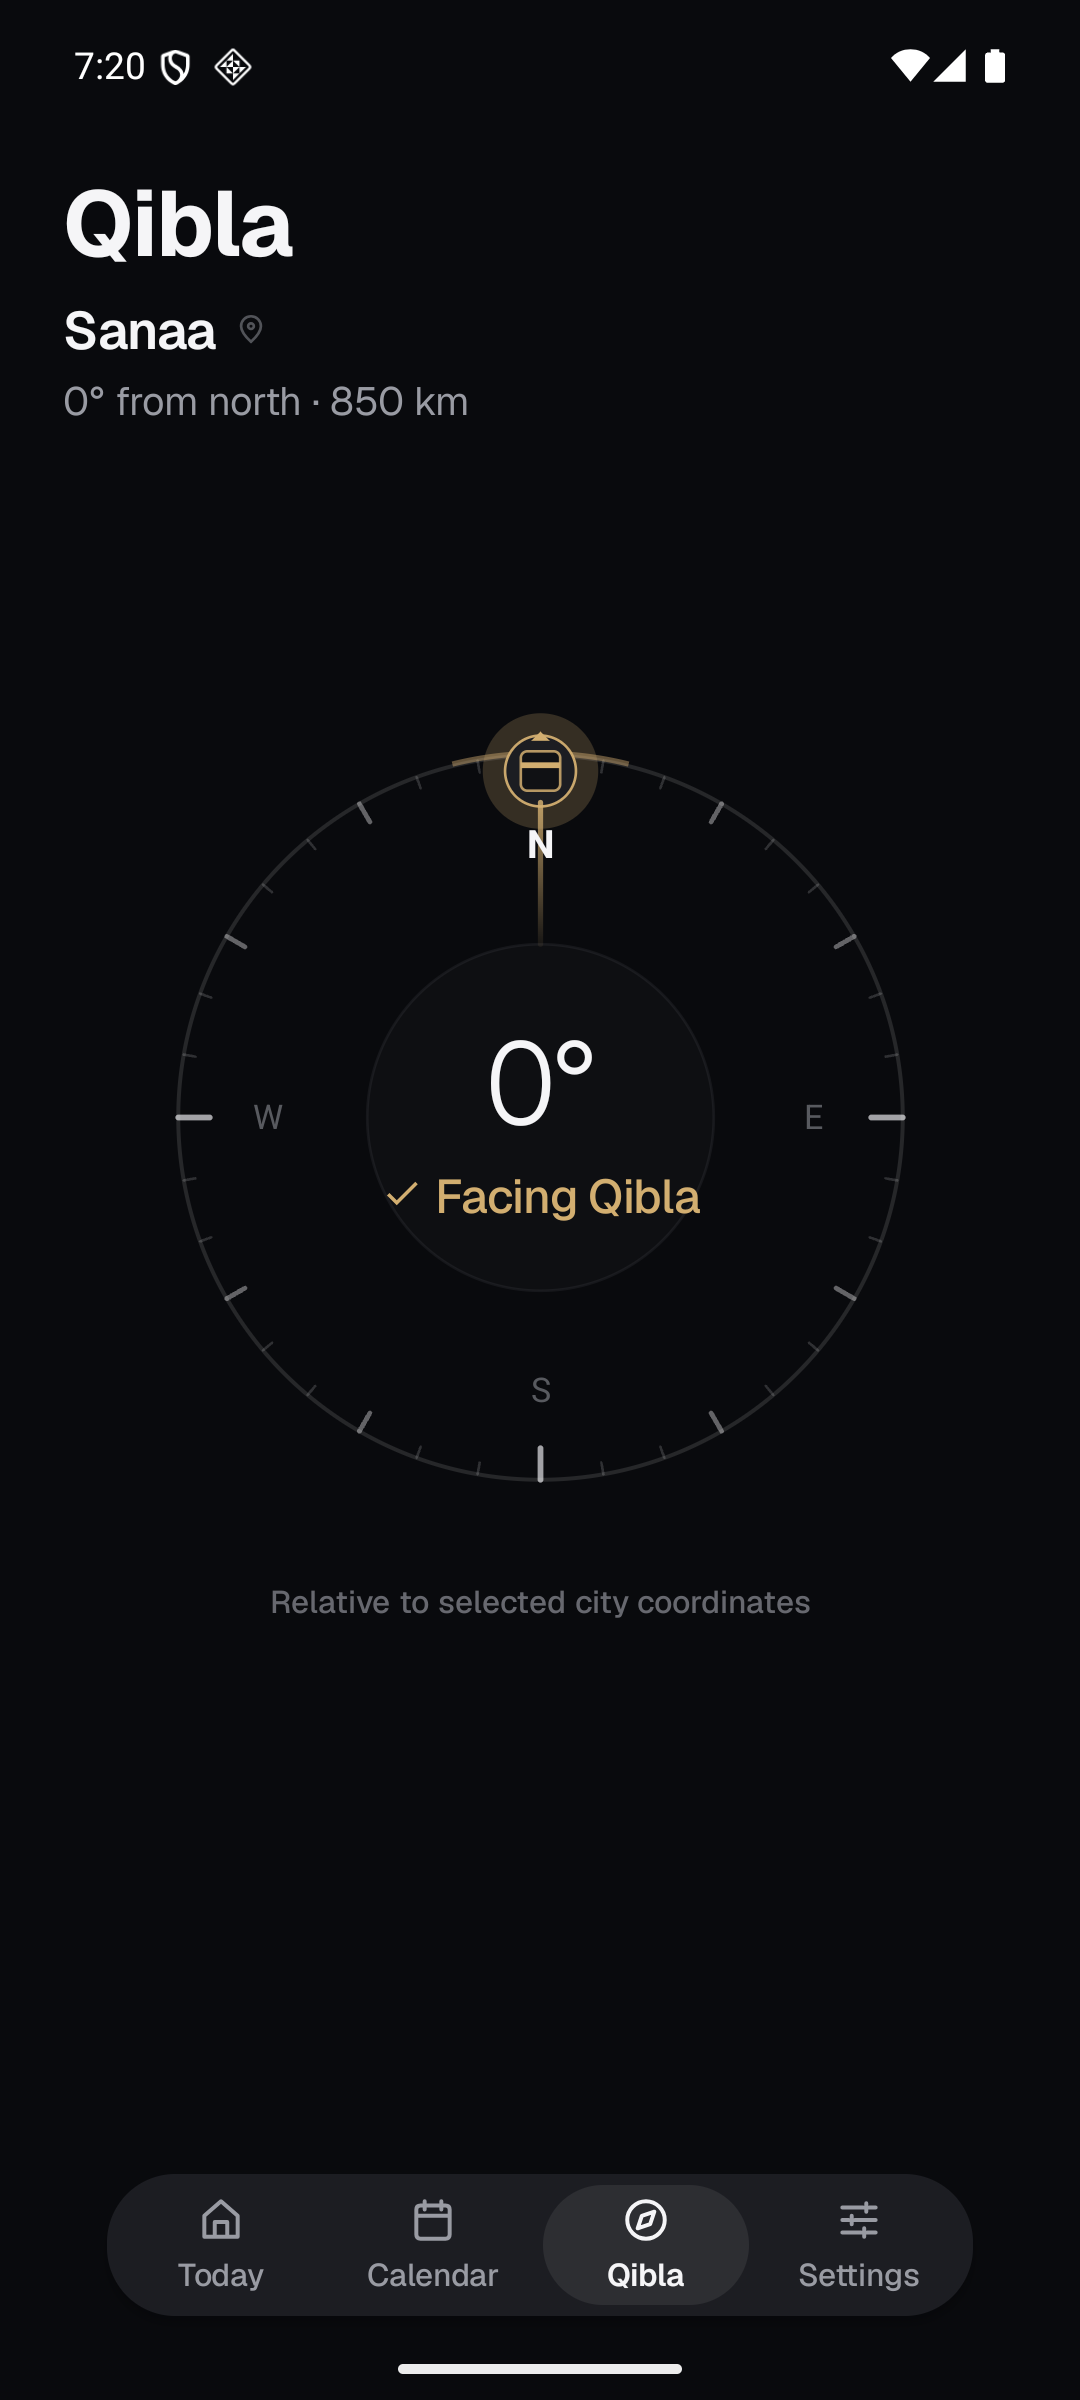 7:20
Qibla
Sanaa
0° from north · 850 km
N
W
E
0°
Facing Qibla
S
Relative to selected city coordinates
Today
Calendar
Qibla
Settings